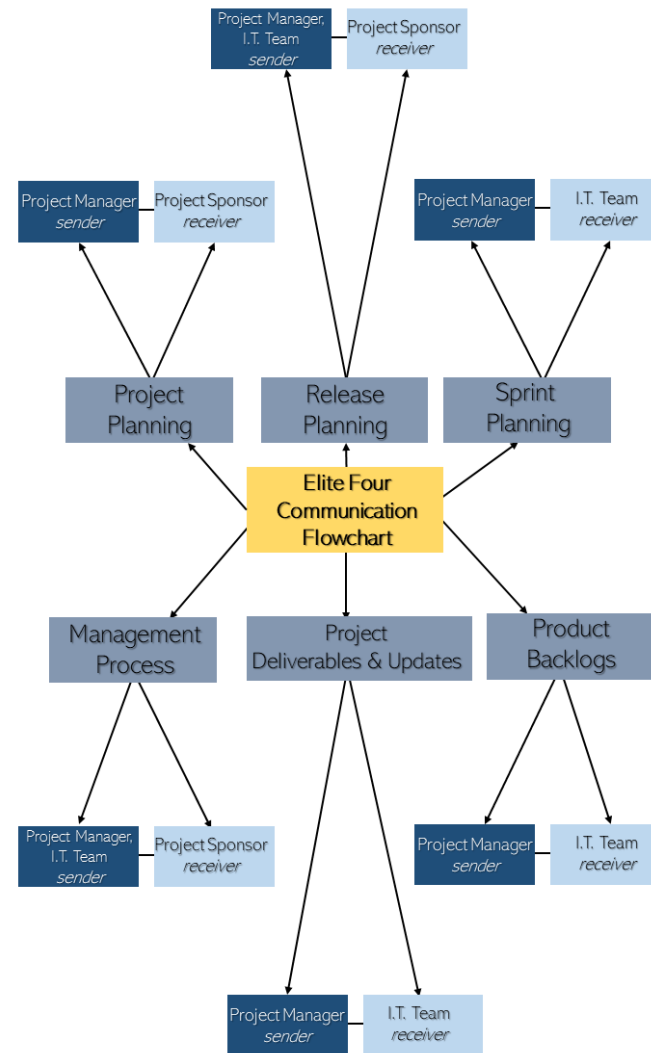 Project Manager,
I.T. Team
sender
Project Sponsor
receiver
Project Manager
sender
Project Sponsor
receiver
Project Manager
sender
I.T. Team
receiver
Project
Planning
Release
Planning
Sprint
Planning
Elite Four
Communication
Flowchart
Management
Process
Project
Deliverables & Updates
Product
Backlogs
Project Manager,
I.T. Team
sender
Project Sponsor
receiver
Project Manager
sender
I.T. Team
receiver
Project Manager
sender
I.T. Team
receiver